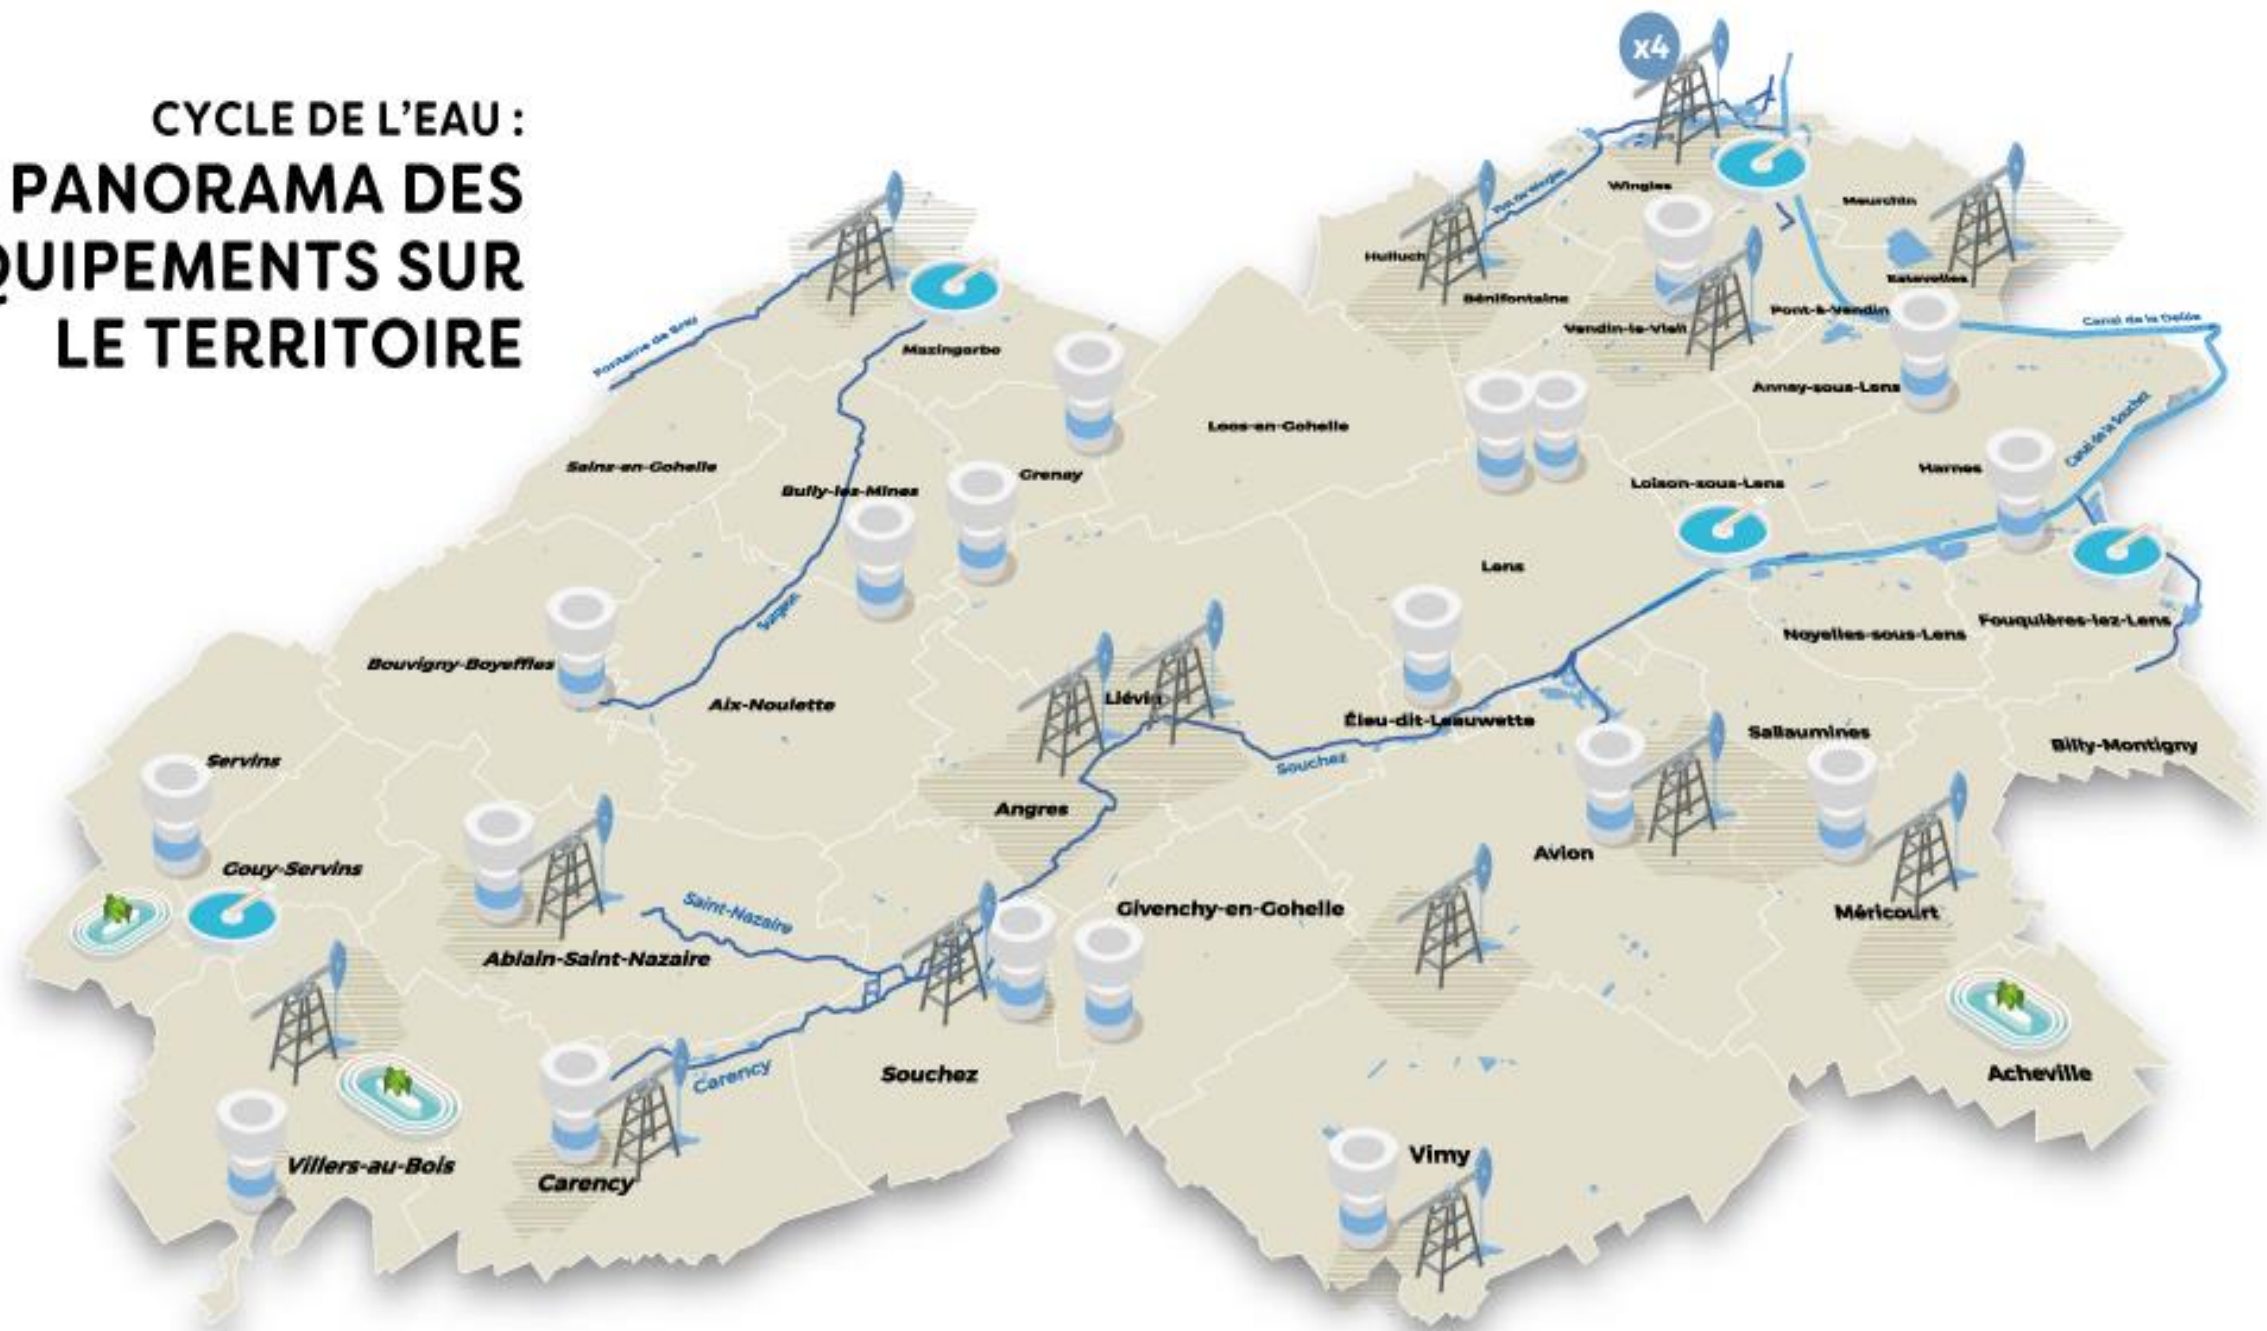 CYCLE DE L'EAU :
PANORAMA DES
QUIPEMENTS SUR
LE TERRITOIRE
x4
Wingles
Meurchin
Flot de Wingles
Hulluch
Estevelles
Bénifontaine
Pont-à-Vendin
Vendin-le-Vieil
Canal de la Deûle
Mazingarbe
Annay-sous-Lens
Canal de la Souchez
Loos-en-Gohelle
Sains-en-Gohelle
Grenay
Harnes
Bully-les-Mines
Loison-sous-Lens
Lens
Surgeon
Fouquières-lez-Lens
Noyelles-sous-Lens
Bouvigny-Boyeffles
Liévin
Aix-Noulette
Éleu-dit-Leauwette
Sallaumines
Billy-Montigny
Servins
Souchez
Angres
Avion
Gouy-Servins
Saint-Nazaire
Givenchy-en-Gohelle
Méricourt
Ablain-Saint-Nazaire
Carency
Souchez
Acheville
Vimy
Villers-au-Bois
Carency